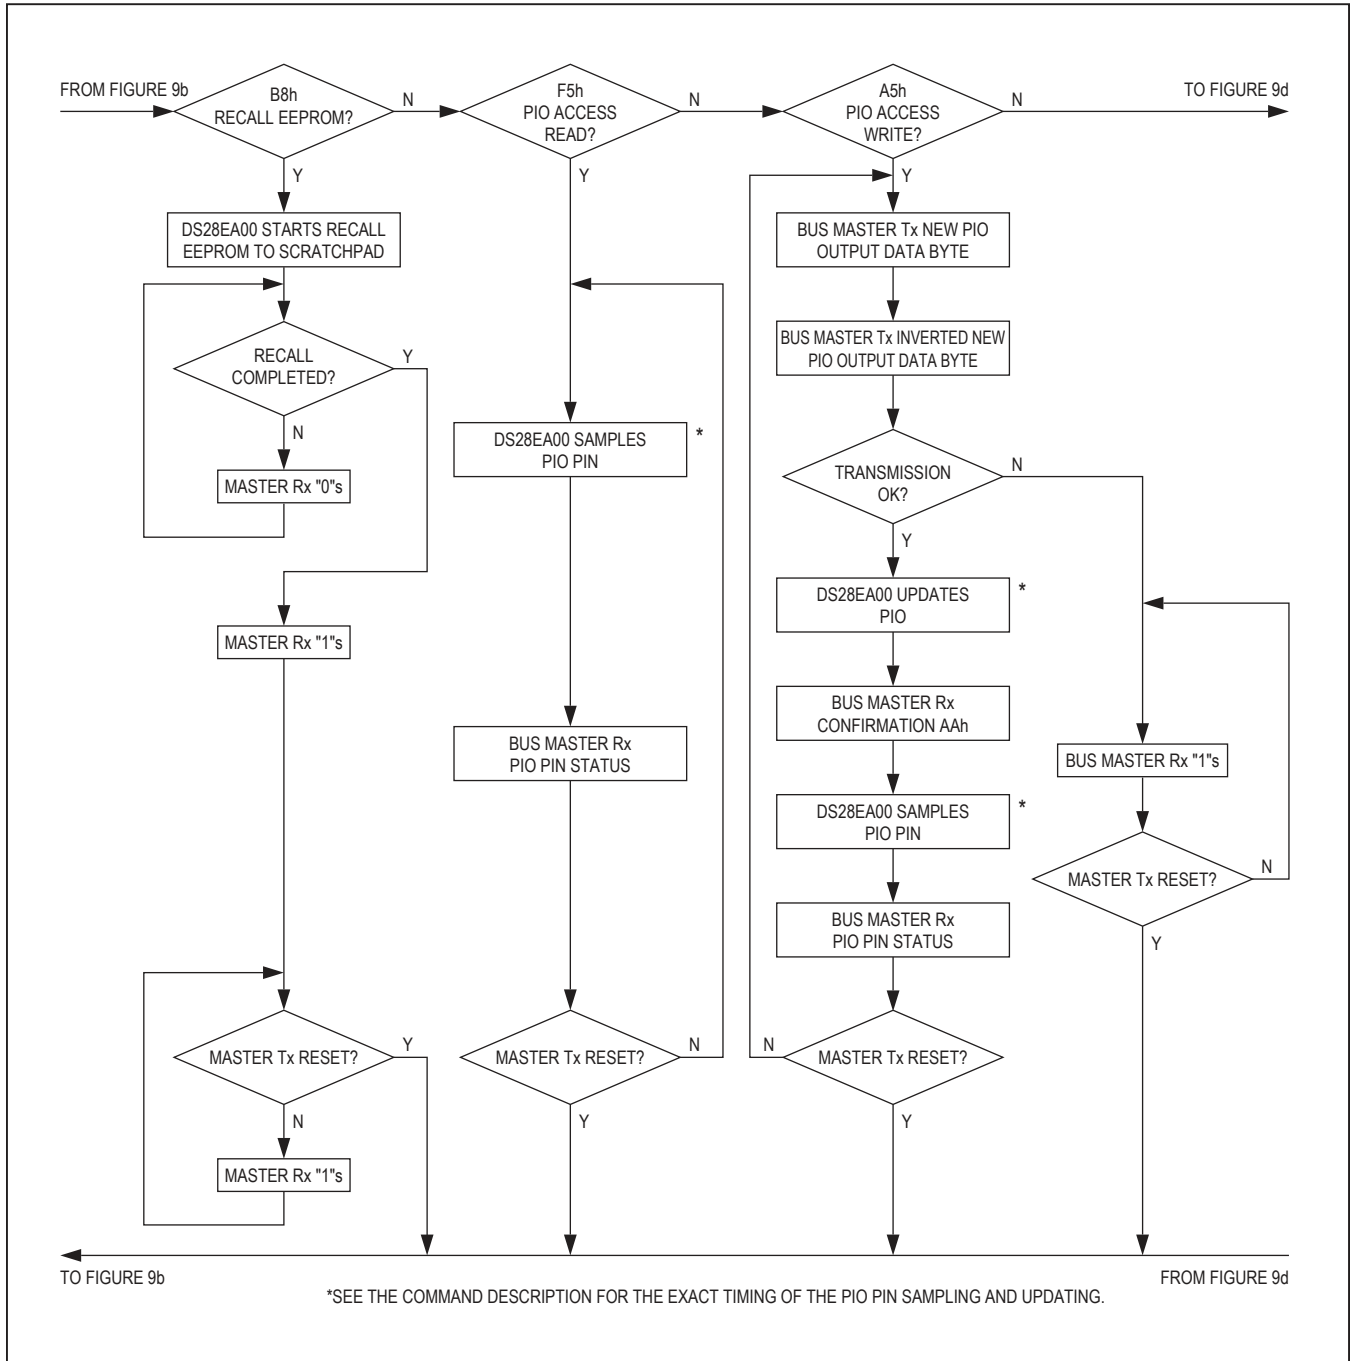 FROM FIGURE 9b
B8h
RECALL EEPROM?
N
F5h
PIO ACCESS
READ?
N
A5h
PIO ACCESS
WRITE?
N
TO FIGURE 9d
Y
DS28EA00 STARTS RECALL
EEPROM TO SCRATCHPAD
RECALL
COMPLETED?
Y
N
MASTER Rx "0"s
MASTER Rx "1"s
MASTER Tx RESET?
Y
N
MASTER Rx "1"s
Y
DS28EA00 SAMPLES
PIO PIN
*
BUS MASTER Rx
PIO PIN STATUS
MASTER Tx RESET?
N
Y
Y
BUS MASTER Tx NEW PIO
OUTPUT DATA BYTE
BUS MASTER Tx INVERTED NEW
PIO OUTPUT DATA BYTE
TRANSMISSION
OK?
N
Y
DS28EA00 UPDATES
PIO
*
BUS MASTER Rx
CONFIRMATION AAh
DS28EA00 SAMPLES
PIO PIN
*
BUS MASTER Rx
PIO PIN STATUS
N
MASTER Tx RESET?
Y
BUS MASTER Rx "1"s
MASTER Tx RESET?
N
Y
TO FIGURE 9b
FROM FIGURE 9d
*SEE THE COMMAND DESCRIPTION FOR THE EXACT TIMING OF THE PIO PIN SAMPLING AND UPDATING.